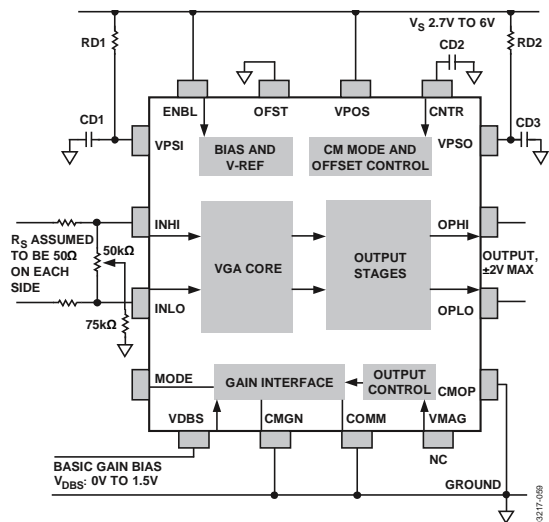 V_S 2.7V TO 6V
RD1
RD2
CD2
CD1
CD3
ENBL
OFST
VPOS
CNTR
VPSI
VPSO
BIAS AND
V-REF
CM MODE AND
OFFSET CONTROL
INHI
OPHI
R_S ASSUMED
TO BE 50Ω
ON EACH
SIDE
50kΩ
75kΩ
VGA CORE
OUTPUT
STAGES
OUTPUT,
±2V MAX
INLO
OPLO
MODE
GAIN INTERFACE
OUTPUT
CONTROL
CMOP
VDBS
CMGN
COMM
VMAG
NC
BASIC GAIN BIAS
V_DBS: 0V TO 1.5V
GROUND
3217-059